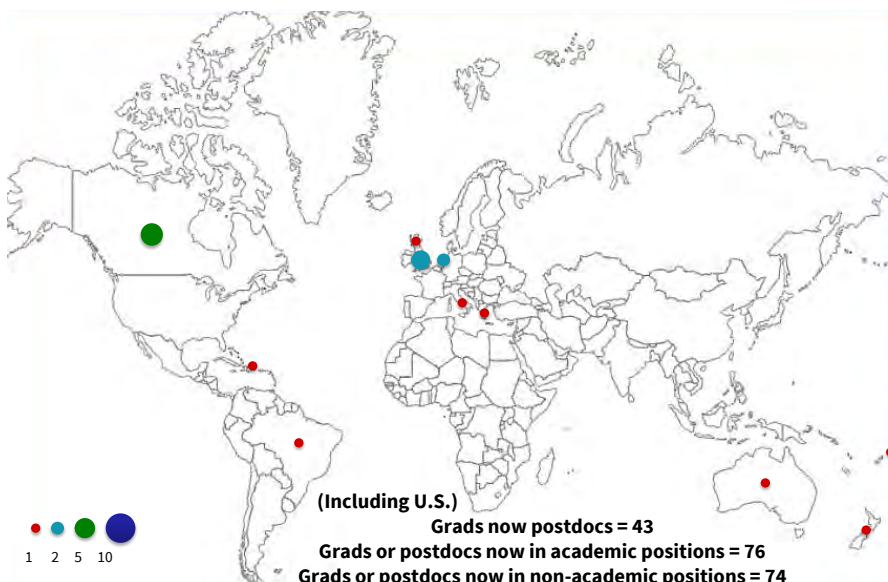 (Including U.S.)
Grads now postdocs = 43
Grads or postdocs now in academic positions = 76
Grads or postdocs now in non-academic positions = 74
1 2 5 10